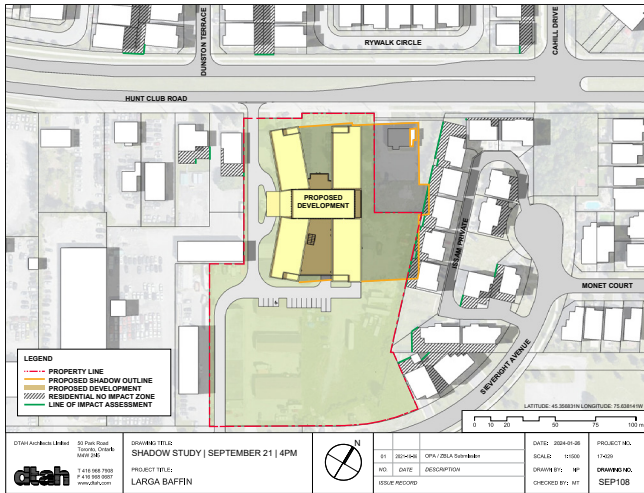 DUNSTON TERRACE
RYWALK CIRCLE
CAHILL DRIVE
HUNT CLUB ROAD
PROPOSED
DEVELOPMENT
ISSAM PRIVATE
MONET COURT
SIEVERIGHT AVENUE
LEGEND
PROPERTY LINE
PROPOSED SHADOW OUTLINE
PROPOSED DEVELOPMENT
RESIDENTIAL NO IMPACT ZONE
LINE OF IMPACT ASSESSMENT
LATITUDE: 45.356831N LONGITUDE: 75.638141W
0 10 20 50 75 100 m
DTAH Architects Limited
50 Park Road
Toronto, Ontario
M4W 2N5
T 416 968 7908
F 416 968 0687
www.dtah.com
dtah
DRAWING TITLE:
SHADOW STUDY | SEPTEMBER 21 | 4PM
PROJECT TITLE:
LARGA BAFFIN
N
01 OPA / ZBLA Submission
NO DATE DESCRIPTION
ISSUE RECORD
DATE: 2024-01-26
SCALE: 1:1500
DRAWN BY: NP
CHECKED BY: MT
PROJECT NO.
17-029
DRAWING NO.
SEP108